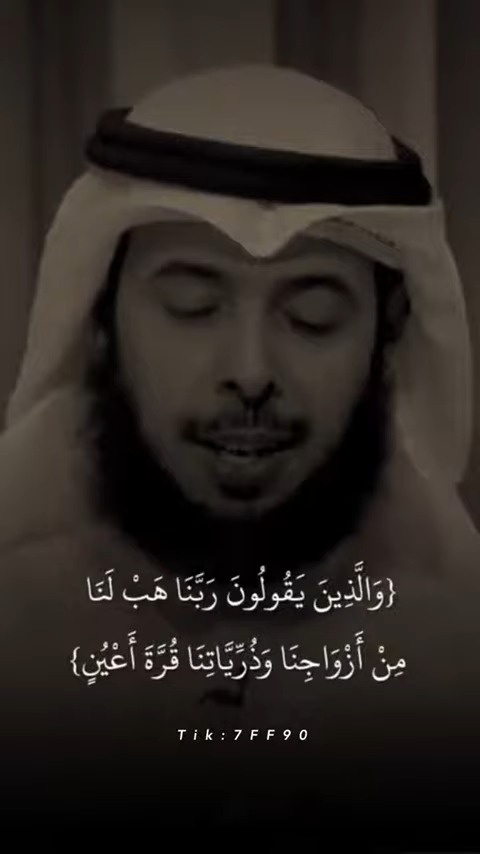 {وَالَّذِينَ يَقُولُونَ رَبَّنَا هَبْ لَنَا
مِنْ أَزْوَاجِنَا وَذُرِّيَّاتِنَا قُرَّةَ أَعْيُنٍ}
Tik:7FF90